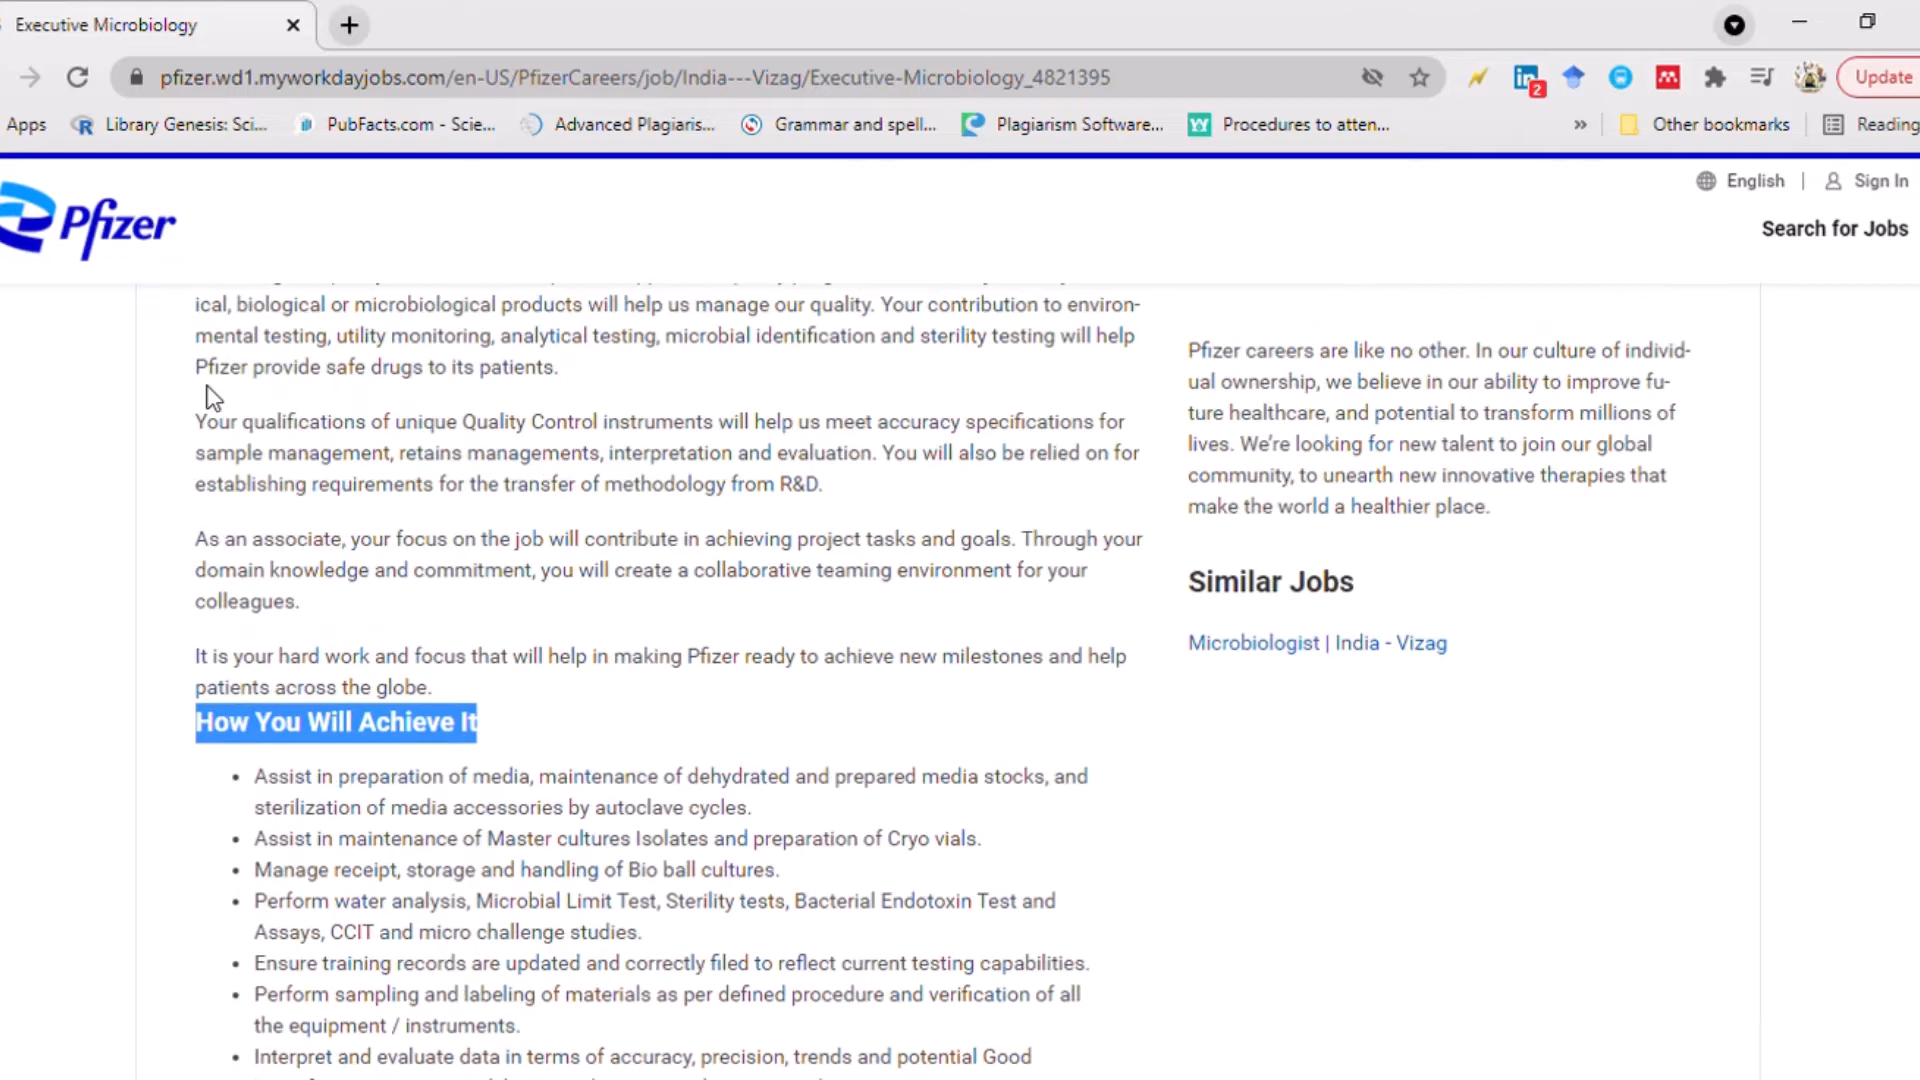 Executive Microbiology
pfizer.wd1.myworkdayjobs.com/en-US/PfizerCareers/job/India---Vizag/Executive-Microbiology_4821395
2
Update
Apps
Library Genesis: Sci...
PubFacts.com - Scie...
Advanced Plagiaris...
Grammar and spell...
Plagiarism Software...
Procedures to atten...
»
Other bookmarks
Reading
English | Sign In
Pfizer
Search for Jobs
ical, biological or microbiological products will help us manage our quality. Your contribution to environ-
mental testing, utility monitoring, analytical testing, microbial identification and sterility testing will help
Pfizer provide safe drugs to its patients.
Your qualifications of unique Quality Control instruments will help us meet accuracy specifications for
sample management, retains managements, interpretation and evaluation. You will also be relied on for
establishing requirements for the transfer of methodology from R&D.
As an associate, your focus on the job will contribute in achieving project tasks and goals. Through your
domain knowledge and commitment, you will create a collaborative teaming environment for your
colleagues.
It is your hard work and focus that will help in making Pfizer ready to achieve new milestones and help
patients across the globe.
How You Will Achieve It
• Assist in preparation of media, maintenance of dehydrated and prepared media stocks, and
sterilization of media accessories by autoclave cycles.
• Assist in maintenance of Master cultures Isolates and preparation of Cryo vials.
• Manage receipt, storage and handling of Bio ball cultures.
• Perform water analysis, Microbial Limit Test, Sterility tests, Bacterial Endotoxin Test and
Assays, CCIT and micro challenge studies.
• Ensure training records are updated and correctly filed to reflect current testing capabilities.
• Perform sampling and labeling of materials as per defined procedure and verification of all
the equipment / instruments.
• Interpret and evaluate data in terms of accuracy, precision, trends and potential Good
Pfizer careers are like no other. In our culture of individ-
ual ownership, we believe in our ability to improve fu-
ture healthcare, and potential to transform millions of
lives. We're looking for new talent to join our global
community, to unearth new innovative therapies that
make the world a healthier place.
Similar Jobs
Microbiologist | India - Vizag